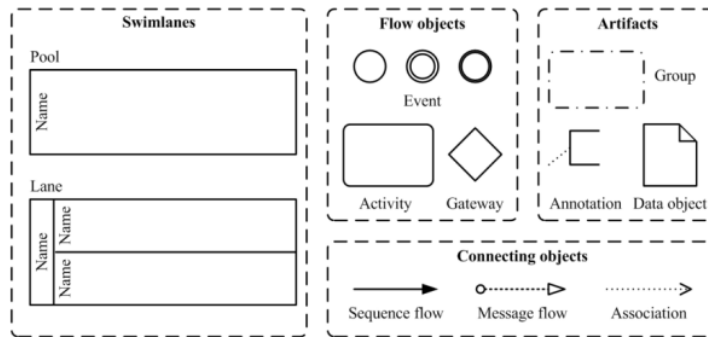 Swimlanes
Pool
Name
Lane
Name
Name
Name
Flow objects
Event
Activity Gateway
Artifacts
Group
Annotation Data object
Connecting objects
Sequence flow Message flow Association